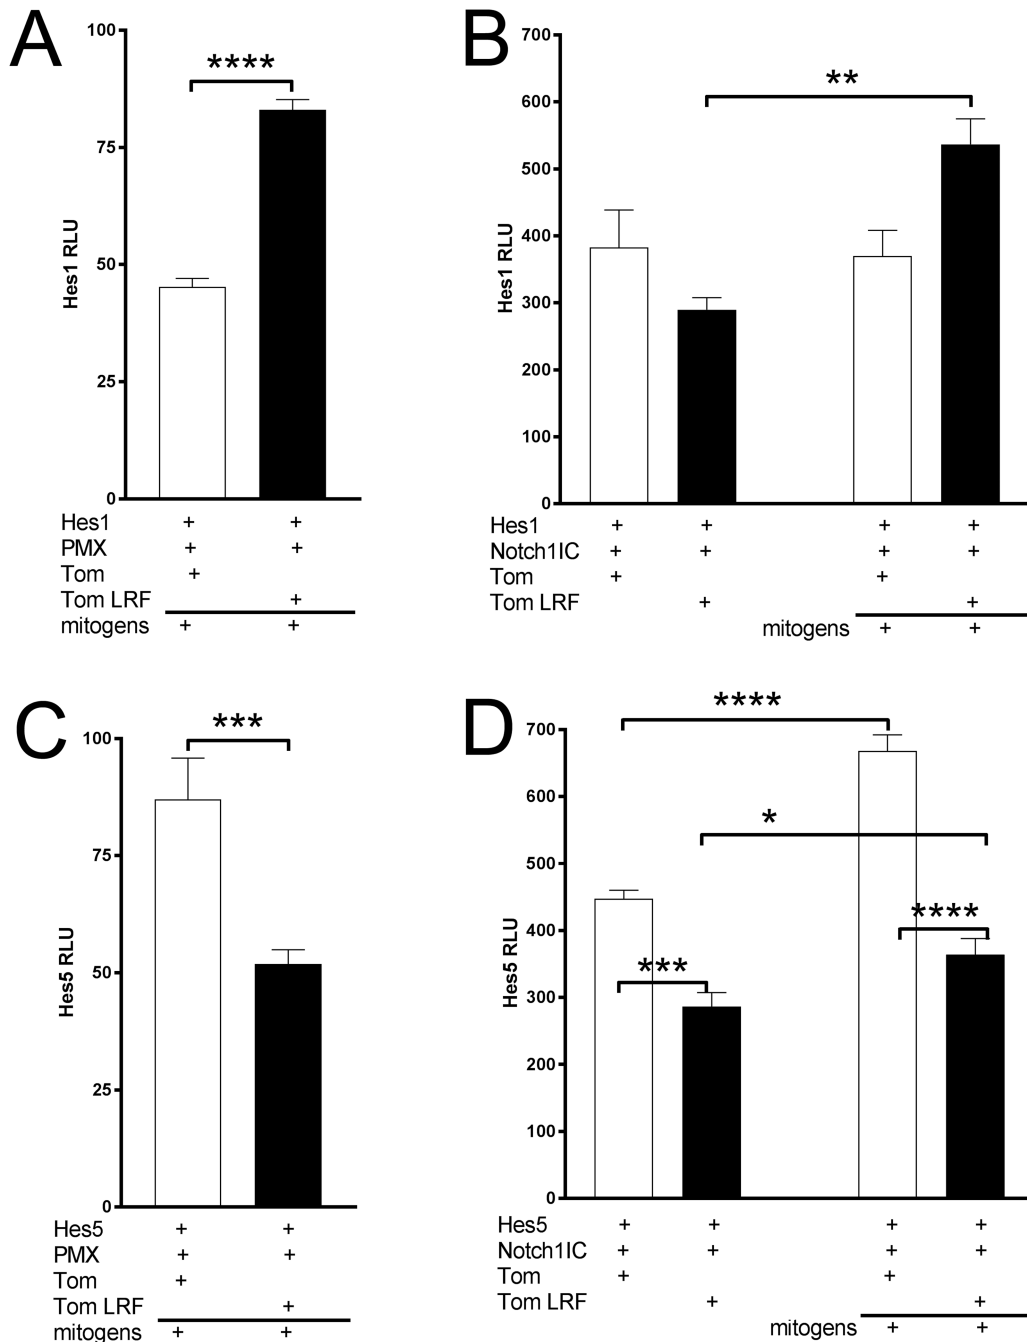 A
100
75
50
25
0
Hes1 RLU
****
Hes1 + +
PMX + +
Tom +
Tom LRF +
mitogens + +
B
700
600
500
400
300
200
100
0
Hes1 RLU
**
Hes1 + + + +
Notch1IC + + + +
Tom + +
Tom LRF + +
mitogens + +
C
100
75
50
25
0
Hes5 RLU
***
Hes5 + +
PMX + +
Tom +
Tom LRF +
mitogens + +
D
700
600
500
400
300
200
100
0
Hes5 RLU
****
*
****
***
Hes5 + + + +
Notch1IC + + + +
Tom + +
Tom LRF + +
mitogens + +